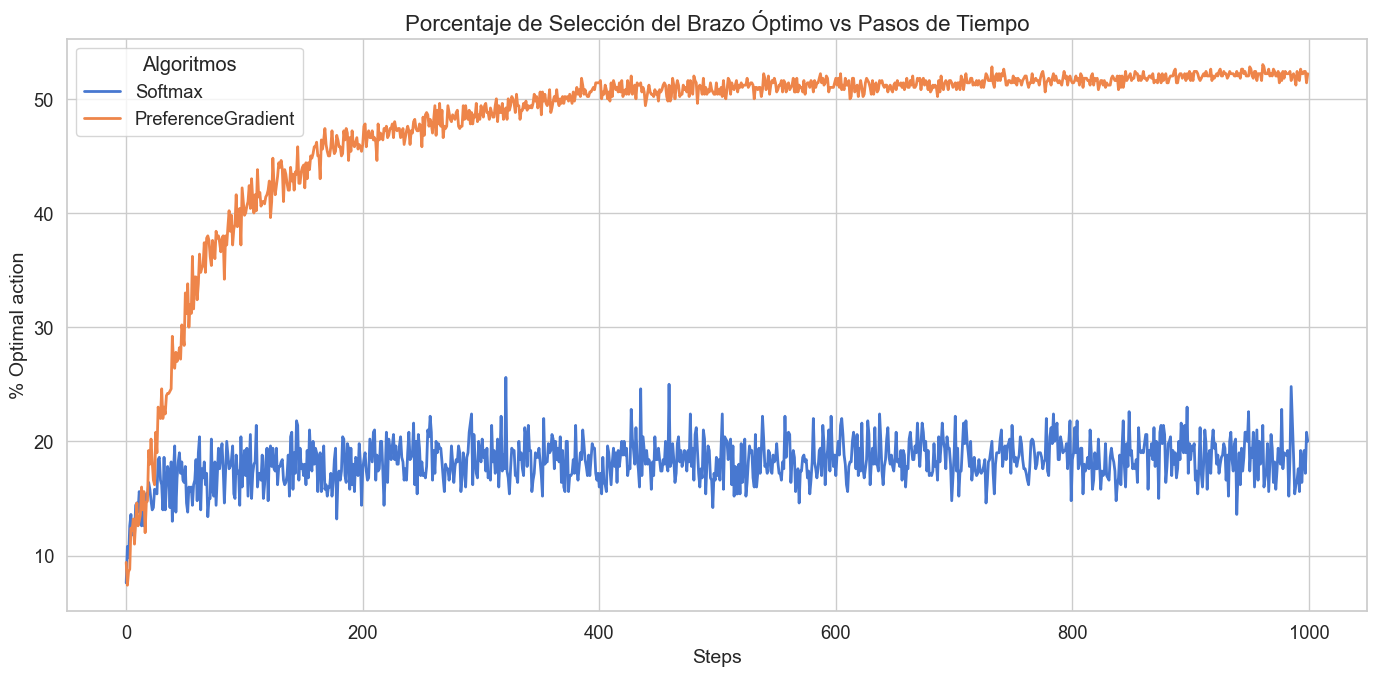 Porcentaje de Selección del Brazo Óptimo vs Pasos de Tiempo
Algoritmos
Softmax
PreferenceGradient
% Optimal action
50
40
30
20
10
0
200
400
600
800
1000
Steps